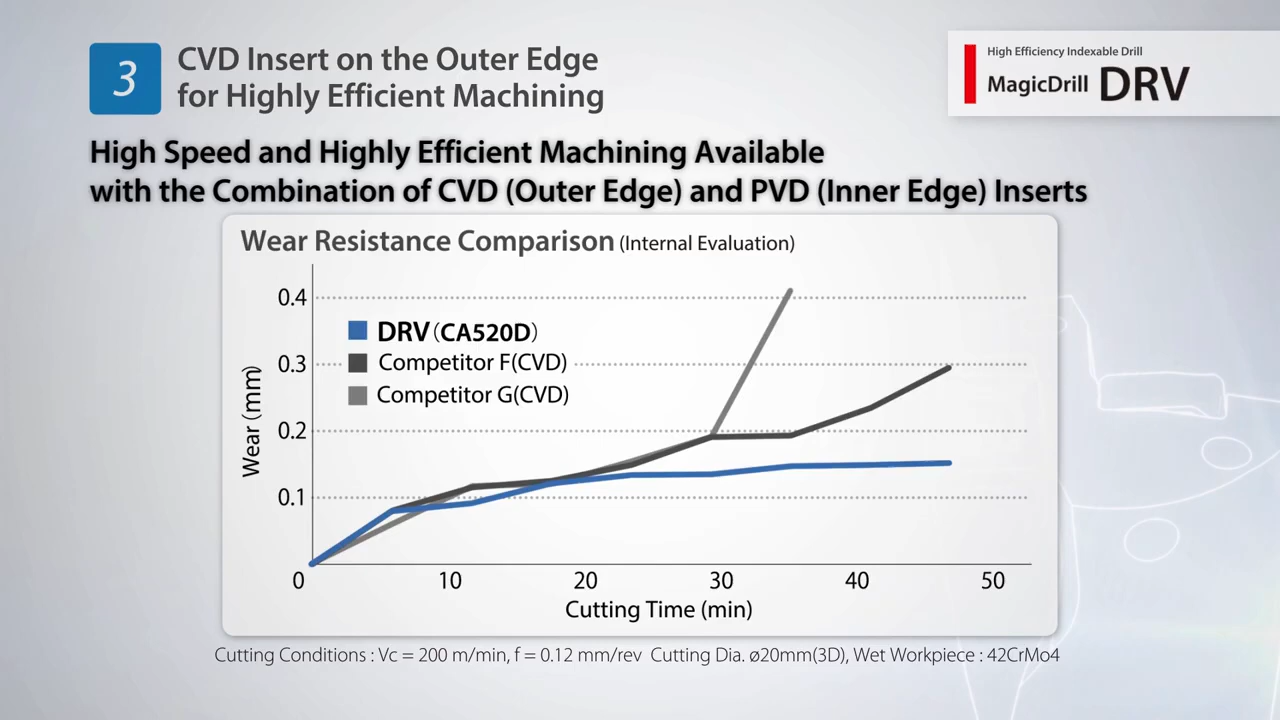 3
CVD Insert on the Outer Edge
for Highly Efficient Machining
High Efficiency Indexable Drill
MagicDrill DRV
High Speed and Highly Efficient Machining Available
with the Combination of CVD (Outer Edge) and PVD (Inner Edge) Inserts
Wear Resistance Comparison (Internal Evaluation)
0.4
0.3
0.2
0.1
Wear (mm)
DRV (CA520D)
Competitor F(CVD)
Competitor G(CVD)
0 10 20 30 40 50
Cutting Time (min)
Cutting Conditions : Vc = 200 m/min, f = 0.12 mm/rev Cutting Dia. ø20mm(3D), Wet Workpiece : 42CrMo4